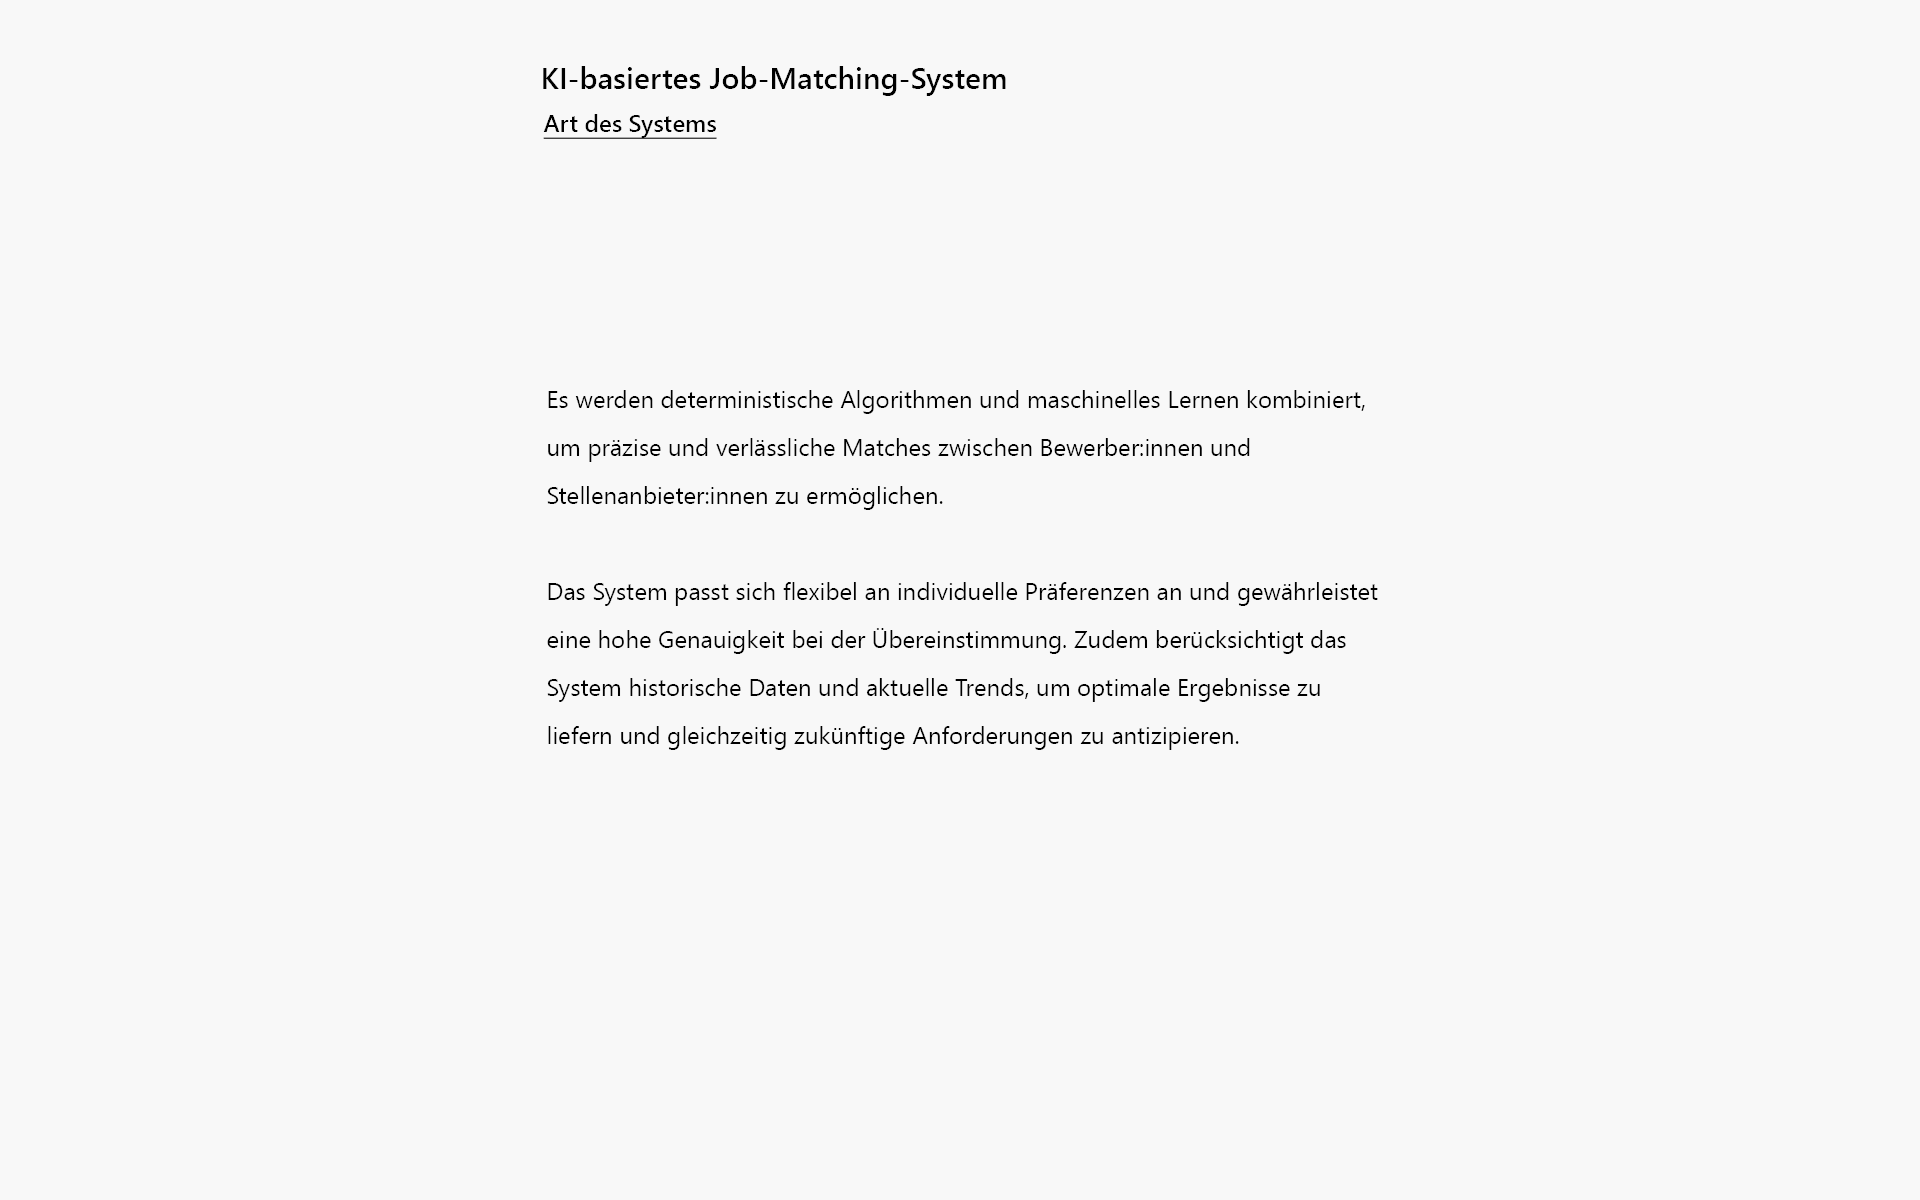 KI-basiertes Job-Matching-System
Art des Systems
Es werden deterministische Algorithmen und maschinelles Lernen kombiniert,
um präzise und verlässliche Matches zwischen Bewerber:innen und
Stellenanbieter:innen zu ermöglichen.
Das System passt sich flexibel an individuelle Präferenzen an und gewährleistet
eine hohe Genauigkeit bei der Übereinstimmung. Zudem berücksichtigt das
System historische Daten und aktuelle Trends, um optimale Ergebnisse zu
liefern und gleichzeitig zukünftige Anforderungen zu antizipieren.